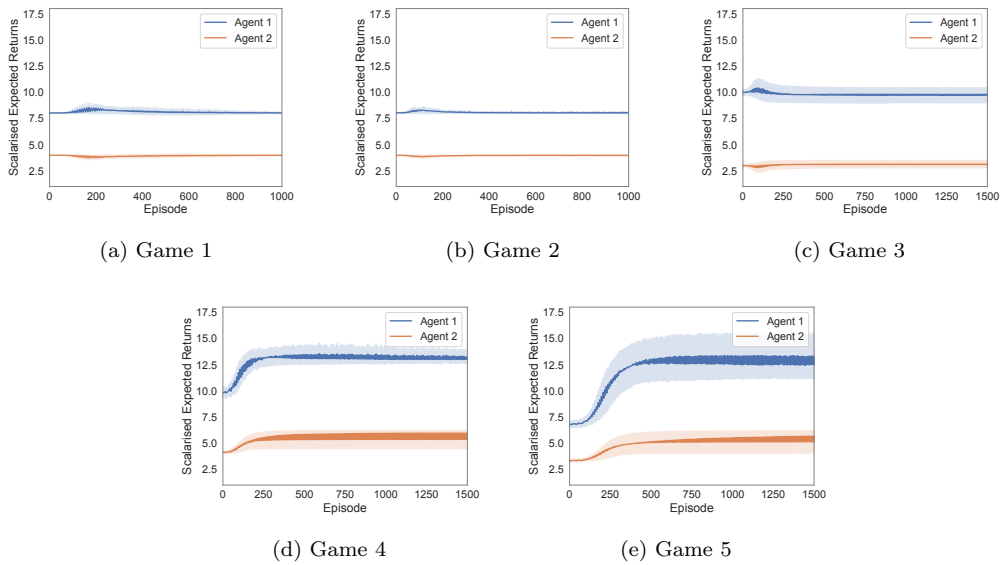 17.5
15.0
12.5
10.0
7.5
5.0
2.5
Scalarised Expected Returns
Agent 1
Agent 2
0 200 400 600 800 1000
Episode
(a) Game 1
17.5
15.0
12.5
10.0
7.5
5.0
2.5
Scalarised Expected Returns
Agent 1
Agent 2
0 200 400 600 800 1000
Episode
(b) Game 2
17.5
15.0
12.5
10.0
7.5
5.0
2.5
Scalarised Expected Returns
Agent 1
Agent 2
0 250 500 750 1000 1250 1500
Episode
(c) Game 3
17.5
15.0
12.5
10.0
7.5
5.0
2.5
Scalarised Expected Returns
Agent 1
Agent 2
0 250 500 750 1000 1250 1500
Episode
(d) Game 4
17.5
15.0
12.5
10.0
7.5
5.0
2.5
Scalarised Expected Returns
Agent 1
Agent 2
0 250 500 750 1000 1250 1500
Episode
(e) Game 5